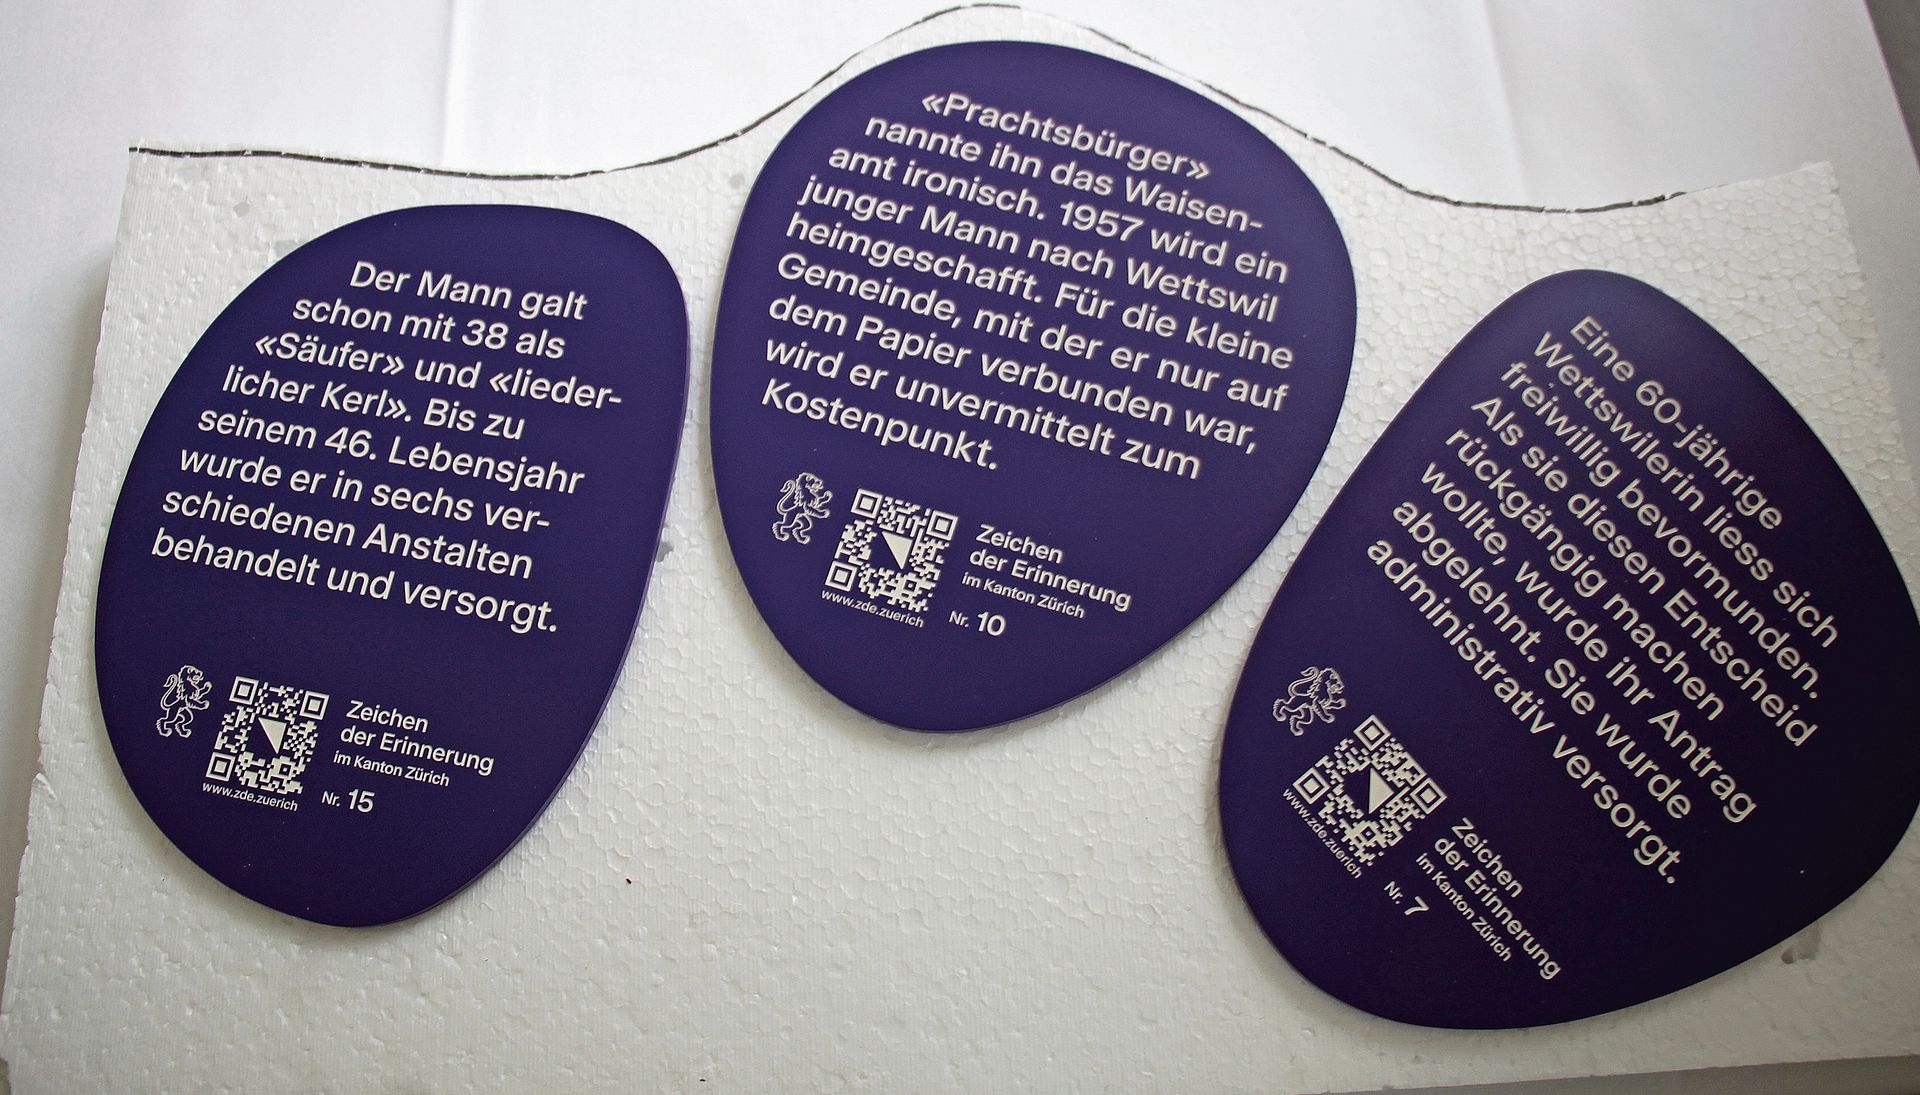 Der Mann galt
schon mit 38 als
«Säufer» und «lieder-
licher Kerl». Bis zu
seinem 46. Lebensjahr
wurde er in sechs ver-
schiedenen Anstalten
behandelt und versorgt.
Zeichen
der Erinnerung
im Kanton Zürich
www.zde.zuerich
Nr. 15
«Prachtsbürger»
nannte ihn das Waisen-
amt ironisch. 1957 wird ein
junger Mann nach Wettswil
heimgeschafft. Für die kleine
Gemeinde, mit der er nur auf
dem Papier verbunden war,
wird er unvermittelt zum
Kostenpunkt.
Zeichen
der Erinnerung
im Kanton Zürich
www.zde.zuerich
Nr. 10
Eine 60-jährige
Wettswilerin liess sich
freiwillig bevormunden.
Als sie diesen Entscheid
rückgängig machen
wollte, wurde ihr Antrag
abgelehnt. Sie wurde
administrativ versorgt.
Zeichen
der Erinnerung
im Kanton Zürich
www.zde.zuerich
Nr. 7